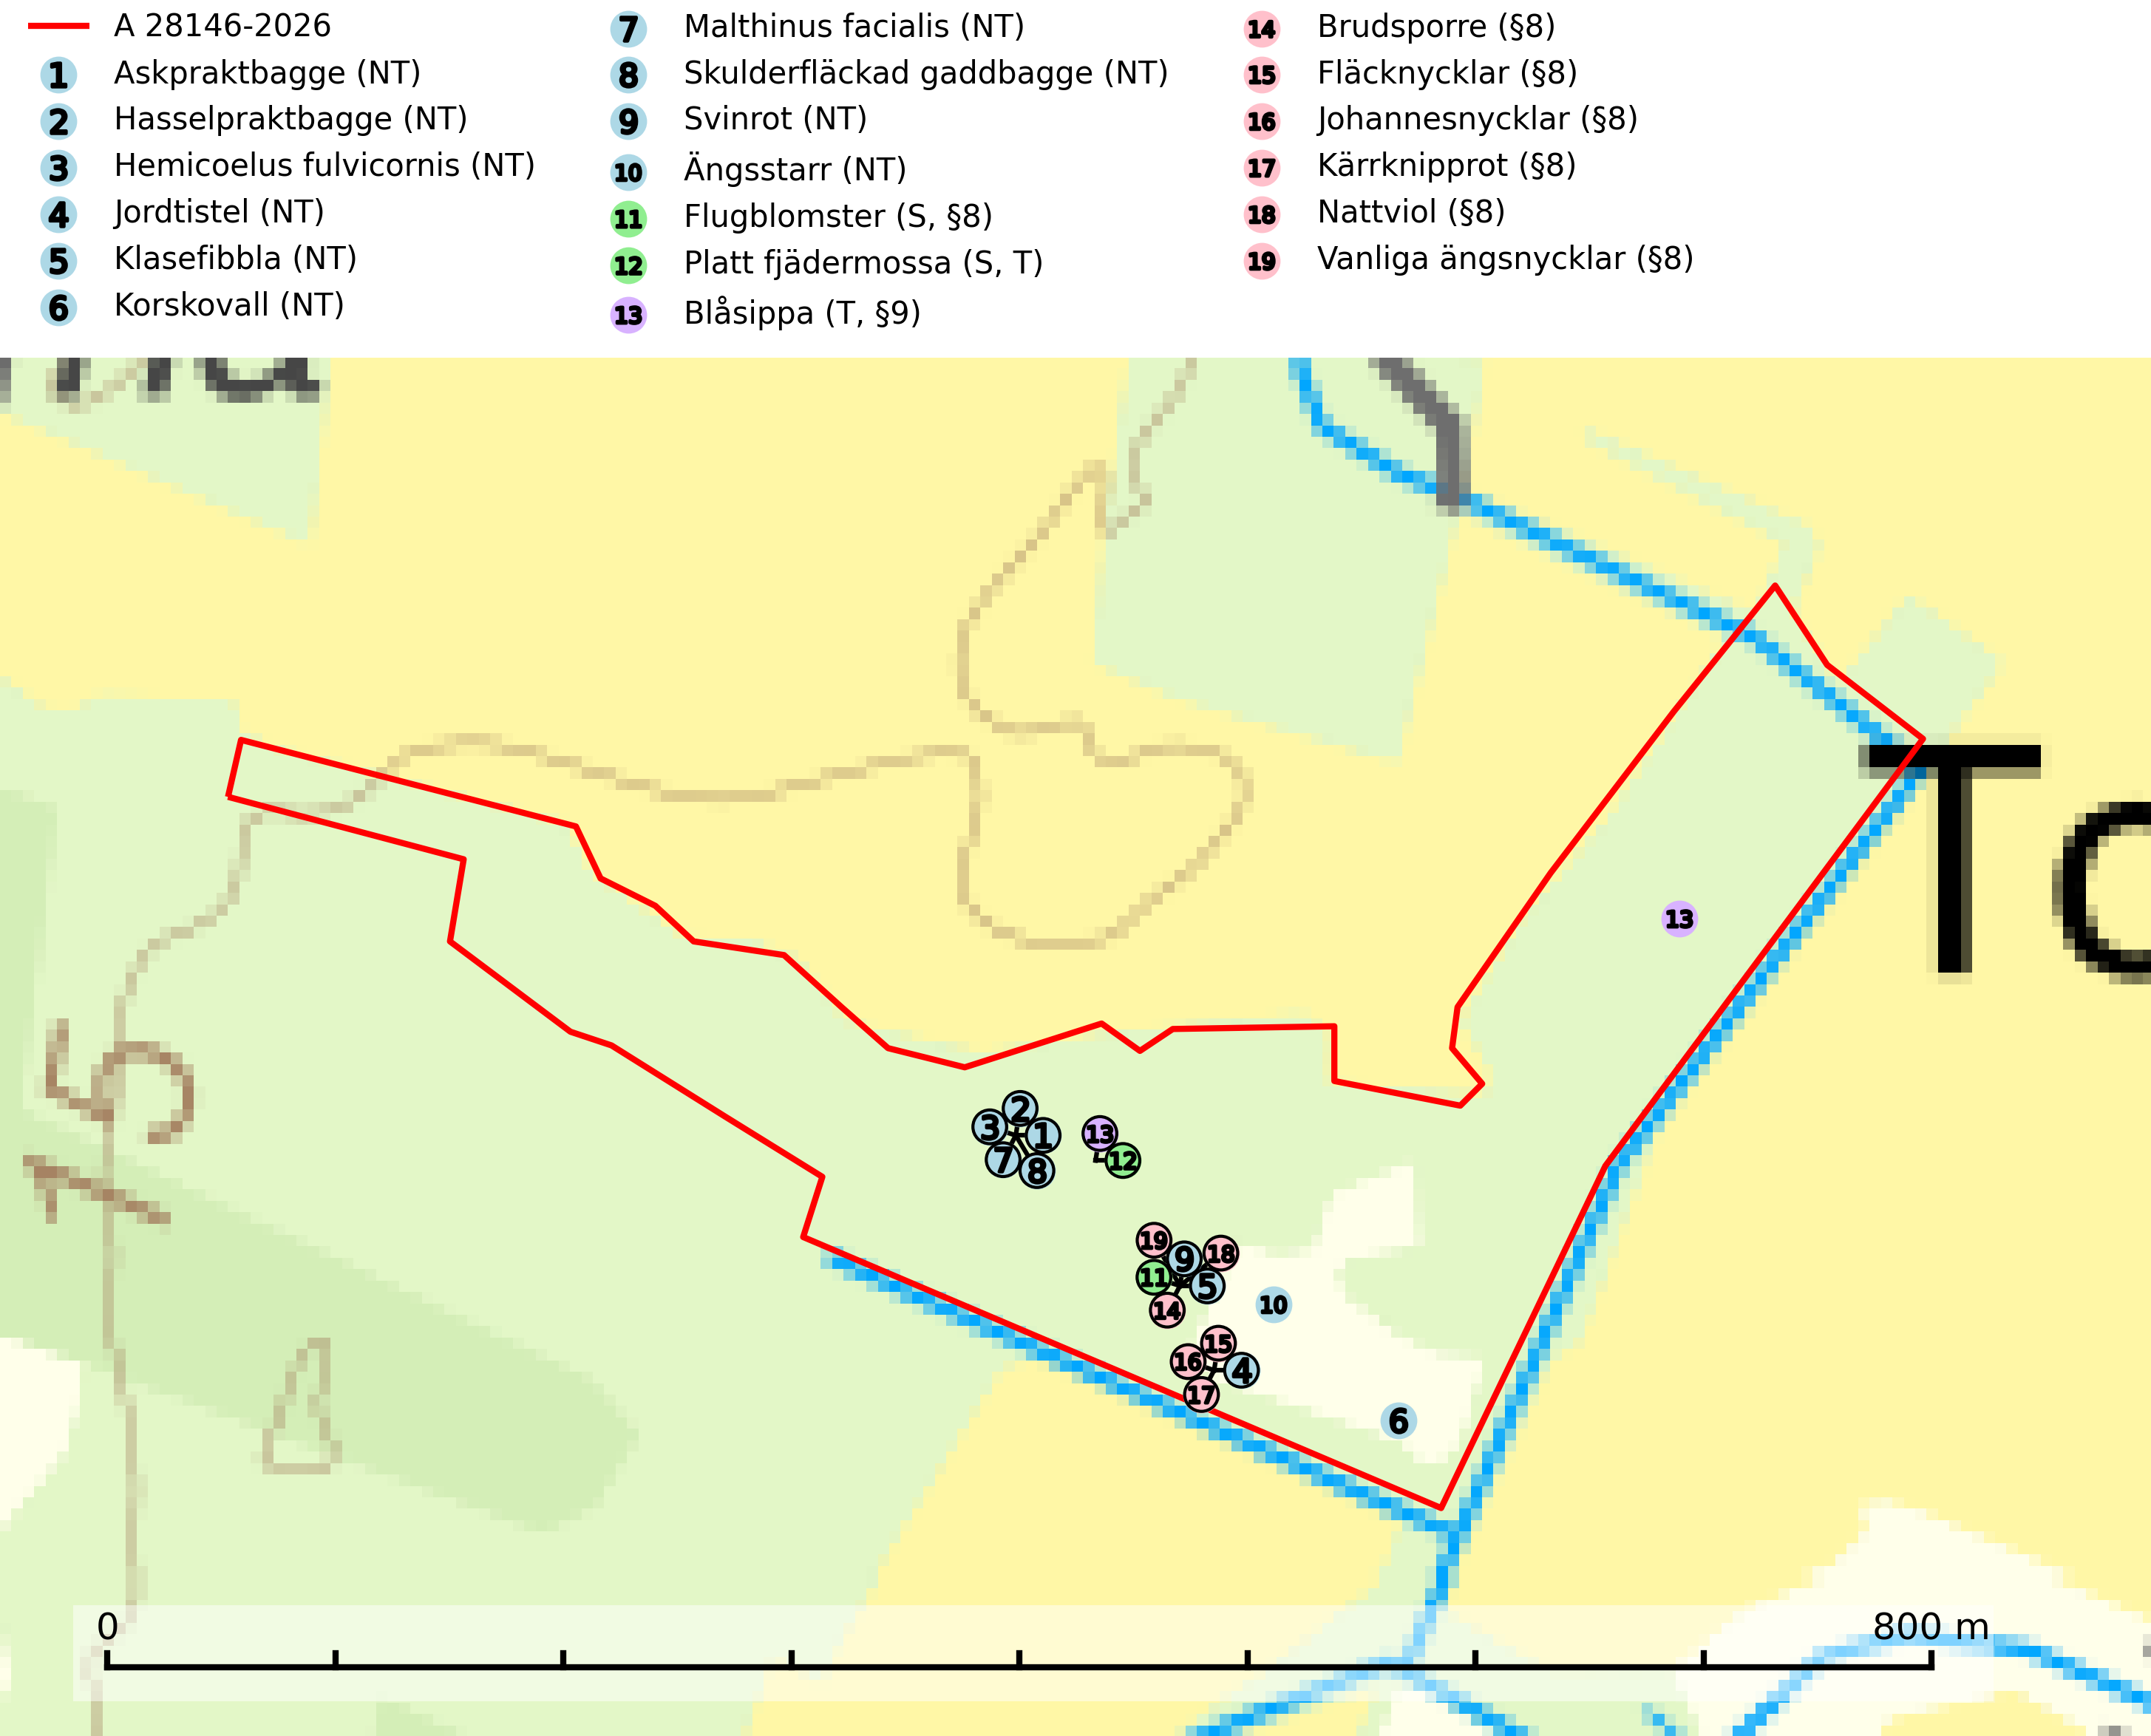 A 28146-2026
1 Askpraktbagge (NT)
2 Hasselpraktbagge (NT)
3 Hemicoelus fulvicornis (NT)
4 Jordtistel (NT)
5 Klasefibbla (NT)
6 Korskovall (NT)
7 Malthinus facialis (NT)
8 Skulderfläckad gaddbagge (NT)
9 Svinrot (NT)
10 Ängsstarr (NT)
11 Flugblomster (S, §8)
12 Platt fjädermossa (S, T)
13 Blåsippa (T, §9)
14 Brudsporre (§8)
15 Fläcknycklar (§8)
16 Johannesnycklar (§8)
17 Kärrknipprot (§8)
18 Nattviol (§8)
19 Vanliga ängsnycklar (§8)
13
2
3
1
7
8
13
12
19
9
18
11
5
14
10
15
16
4
17
6
15
0
800 m